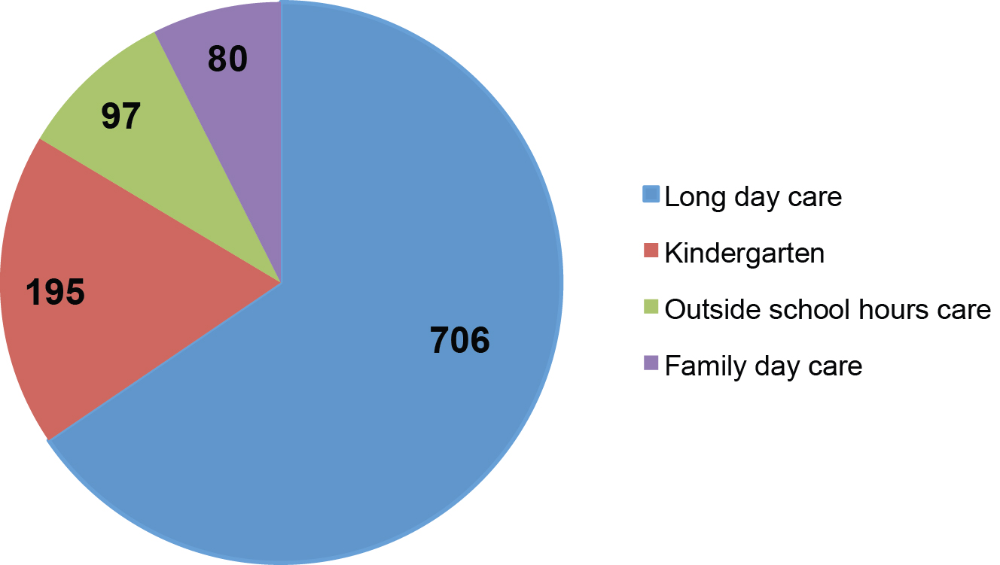 80
97
195
706
Long day care
Kindergarten
Outside school hours care
Family day care